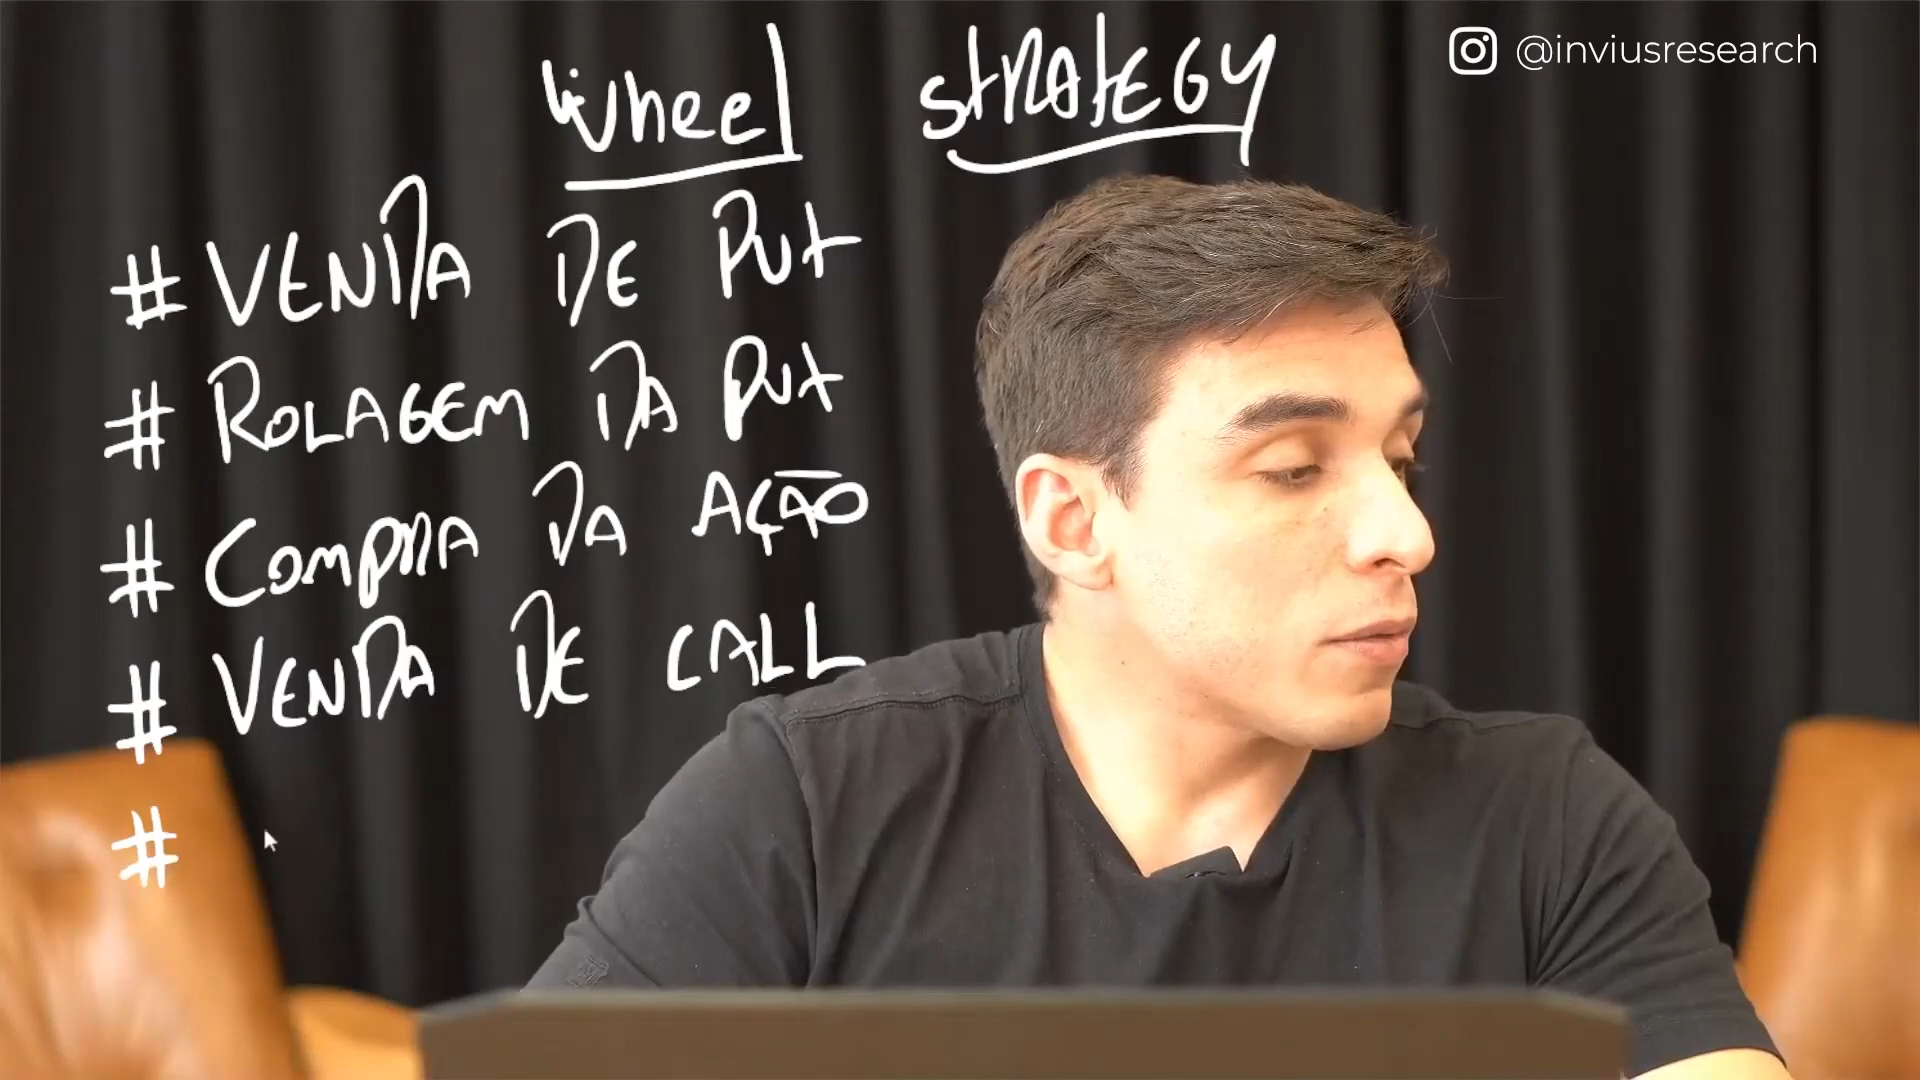 Wheel STRATEGY
@inviusresearch
# VENDA DE PUT
# ROLAGEM DA PUT
# COMPRA DA AÇÃO
# VENDA DE CALL
#